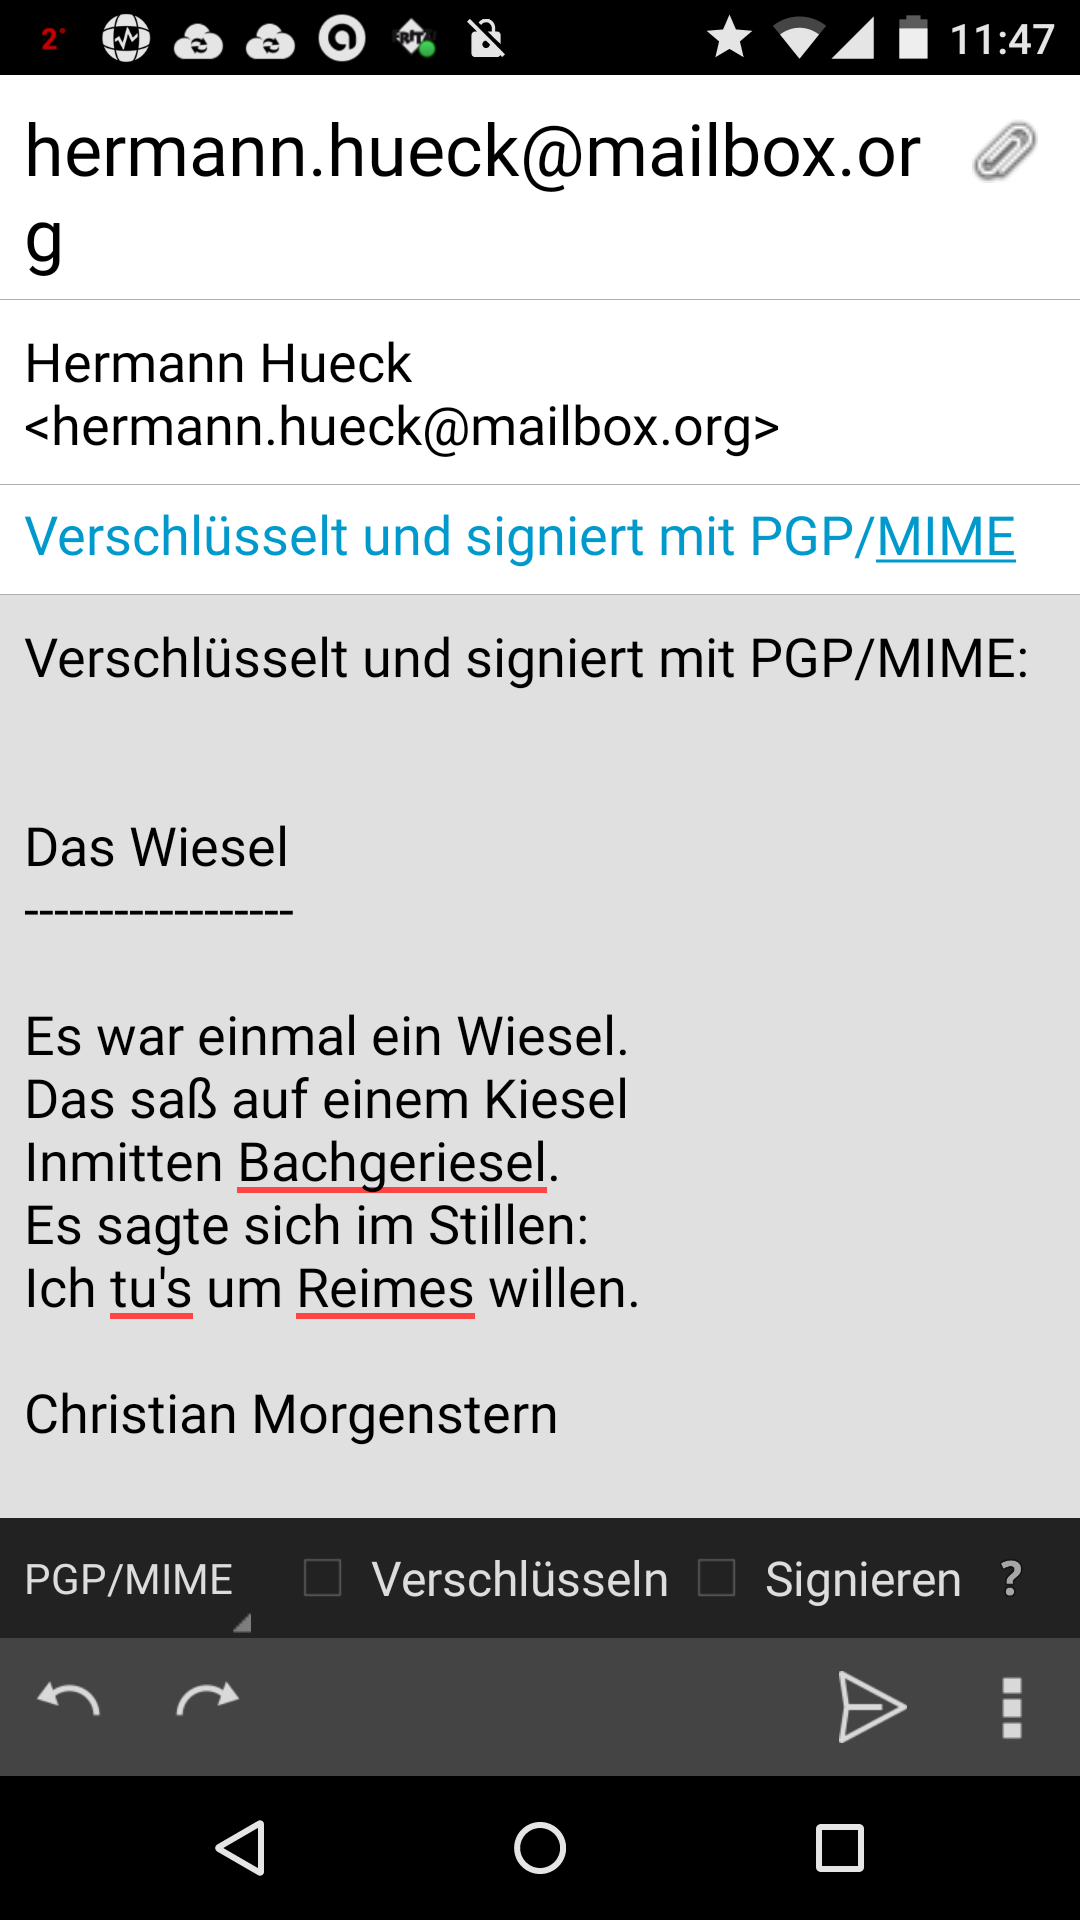 2°
11:47
hermann.hueck@mailbox.or
g
Hermann Hueck
<hermann.hueck@mailbox.org>
Verschlüsselt und signiert mit PGP/MIME
Verschlüsselt und signiert mit PGP/MIME:
Das Wiesel
------------------
Es war einmal ein Wiesel.
Das saß auf einem Kiesel
Inmitten Bachgeriesel.
Es sagte sich im Stillen:
Ich tu's um Reimes willen.
Christian Morgenstern
PGP/MIME Verschlüsseln Signieren ?